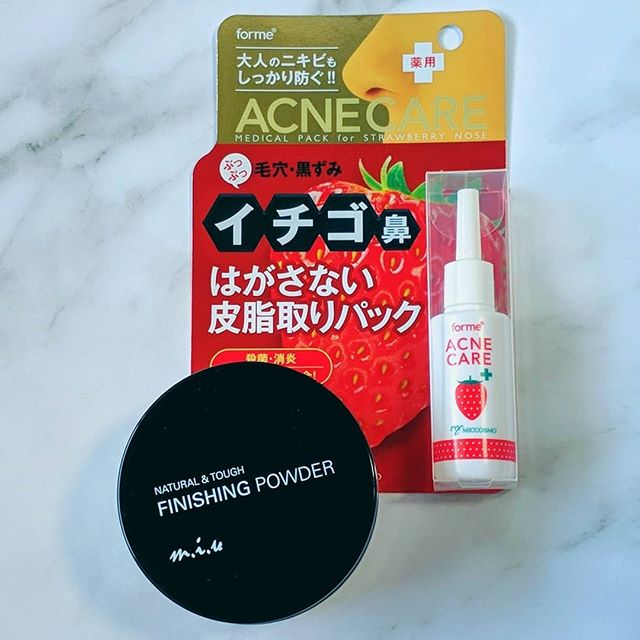 forme®
大人のニキビも
しっかり防ぐ!!
薬用
ACNE CARE
MEDICAL PACK for STRAWBERRY NOSE
ぶつ
ぶつ
毛穴・黒ずみ
イチゴ鼻
はがさない
皮脂取りパック
殺菌・消炎
forme®
ACNE
CARE
MICCOSMO
NATURAL & TOUGH
FINISHING POWDER
m.i.u